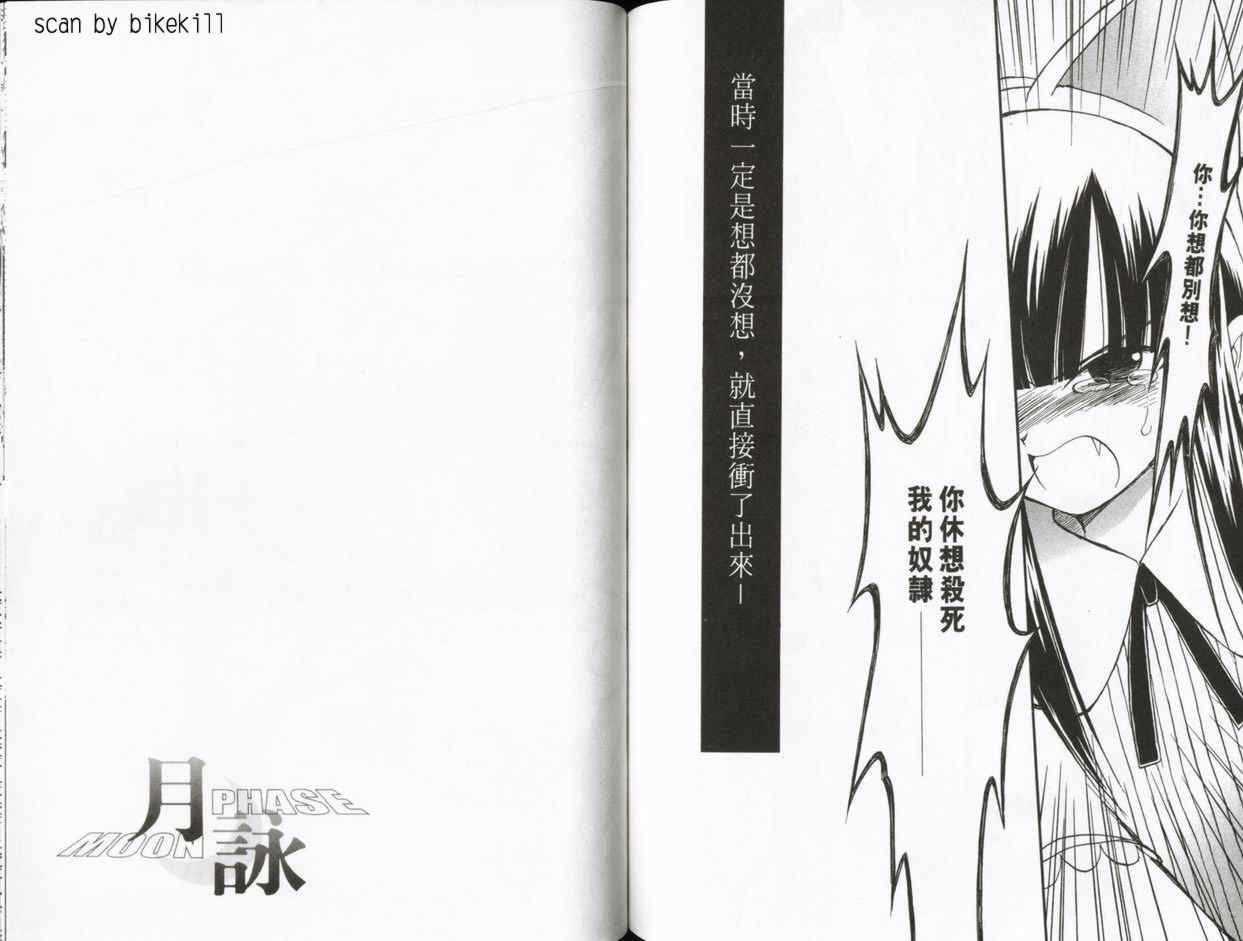 scan by bikekill
你…你想都別想!
你休想殺死
我的奴隸——
當時一定是想都沒想，就直接衝了出來—
月詠
MOON PHASE